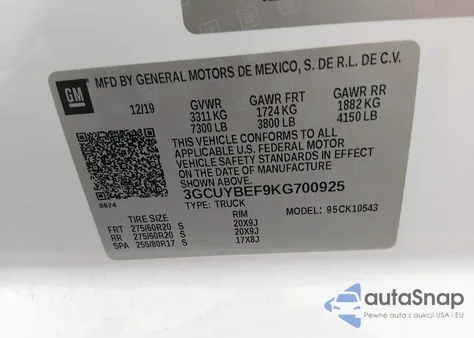 GM
MFD BY GENERAL MOTORS DE MEXICO, S. DE R.L. DE C.V.
12/19 GVWR GAWR FRT GAWR RR
3311 KG 1724 KG 1882 KG
7300 LB 3800 LB 4150 LB
THIS VEHICLE CONFORMS TO ALL
APPLICABLE U.S. FEDERAL MOTOR
VEHICLE SAFETY STANDARDS IN
EFFECT ON THE DATE OF
MANUFACTURE SHOWN ABOVE.
3GCUYBEF9KG700925
8624 TYPE: TRUCK
MODEL: 95CK10543
TIRE SIZE RIM
FRT 275/60R20 S 20X9J
RR 275/60R20 S 20X9J
SPA 255/80R17 S 17X8J
autaSnap
Pewne auta z aukcji USA i EU